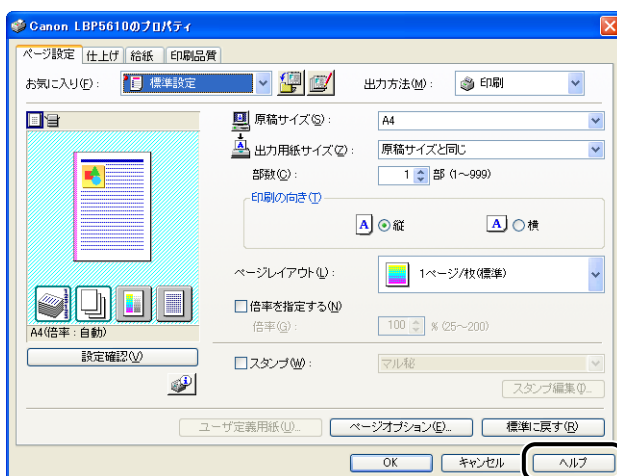 Canon LBP5610のプロパティ
ページ設定 仕上げ 給紙 印刷品質
お気に入り(F): 標準設定 出力方法(M): 印刷
原稿サイズ(S): A4
出力用紙サイズ(Z): 原稿サイズと同じ
部数(C): 1 部 (1~999)
印刷の向き(T)
A 縦 A 横
ページレイアウト(L): 1ページ/枚(標準)
倍率を指定する(N)
倍率(G): 100 % (25~200)
A4(倍率:自動)
設定確認(V)
スタンプ(W): マル秘
スタンプ編集(I)...
ユーザ定義用紙(U)... ページオプション(E)... 標準に戻す(R)
OK キャンセル ヘルプ